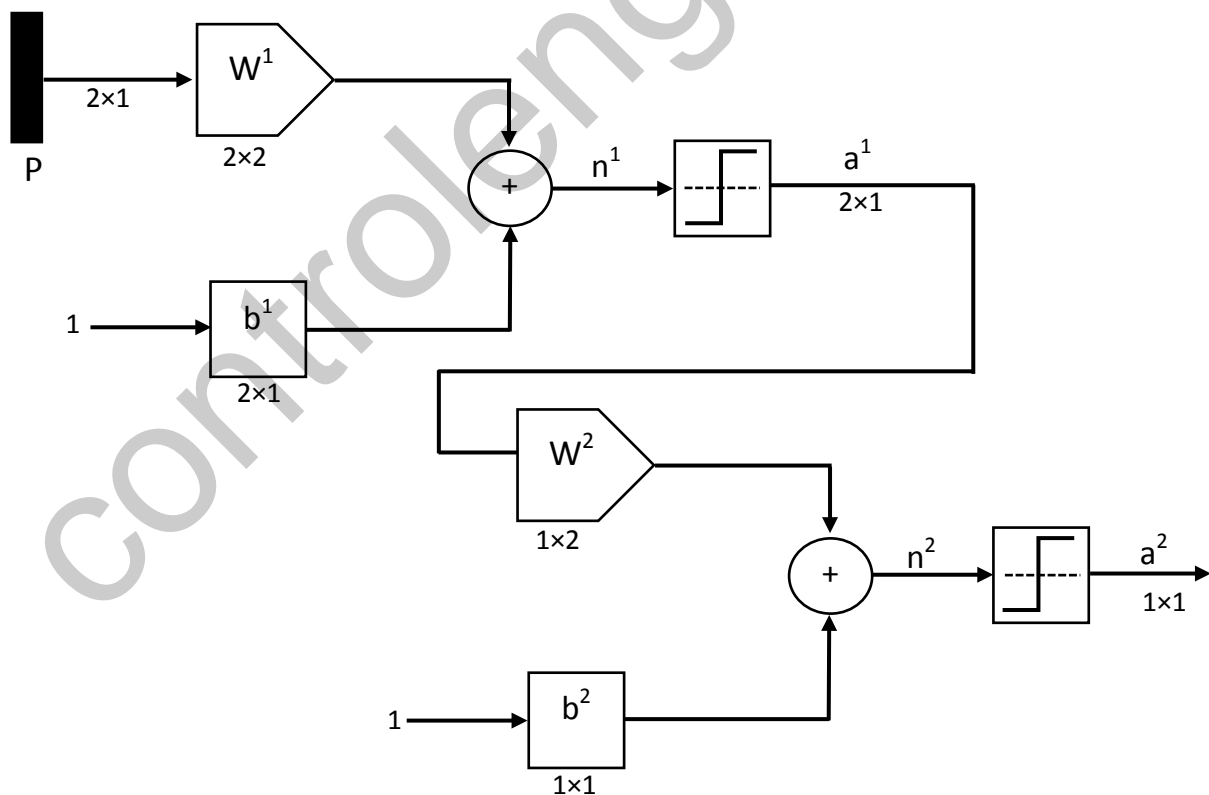 W¹
2×1
2×2
P
n¹
a¹
2×1
+
1
b¹
2×1
W²
1×2
+
n²
a²
1×1
1
b²
1×1
controleng